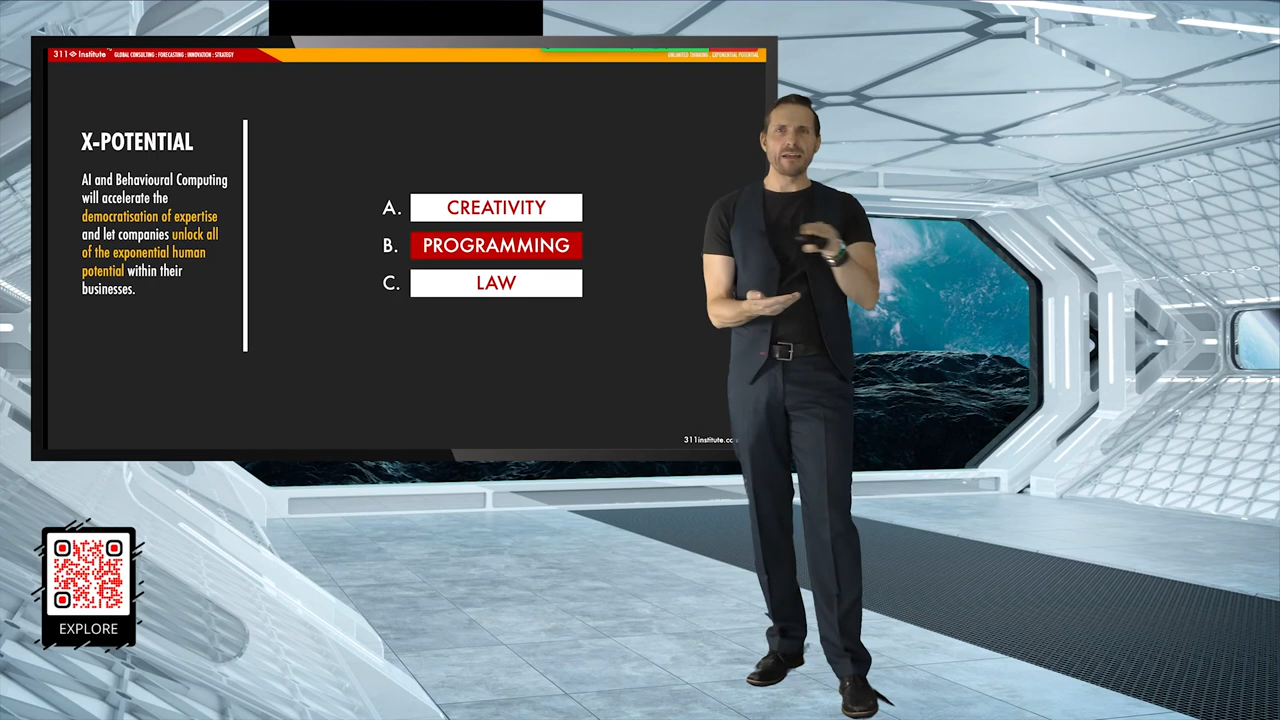 311 Institute GLOBAL CONSULTING : FORECASTING : INNOVATION : STRATEGY
UNLIMITED THINKING . EXPONENTIAL POTENTIAL
X-POTENTIAL
AI and Behavioural Computing
will accelerate the
democratisation of expertise
and let companies unlock all
of the exponential human
potential within their
businesses.
A. CREATIVITY
B. PROGRAMMING
C. LAW
311institute.co
EXPLORE